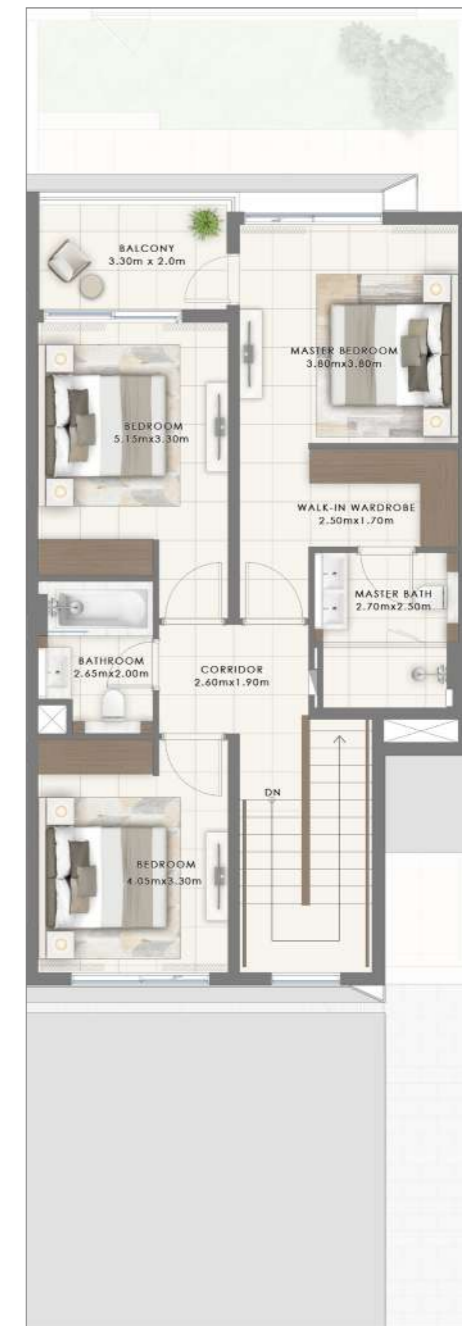 BALCONY
3.30m x 2.0m
MASTER BEDROOM
3.80mx3.80m
BEDROOM
5.15mx3.30m
WALK-IN WARDROBE
2.50mx1.70m
MASTER BATH
2.70mx2.50m
BATHROOM
2.65mx2.00m
CORRIDOR
2.60mx1.90m
DN
BEDROOM
4.05mx3.30m